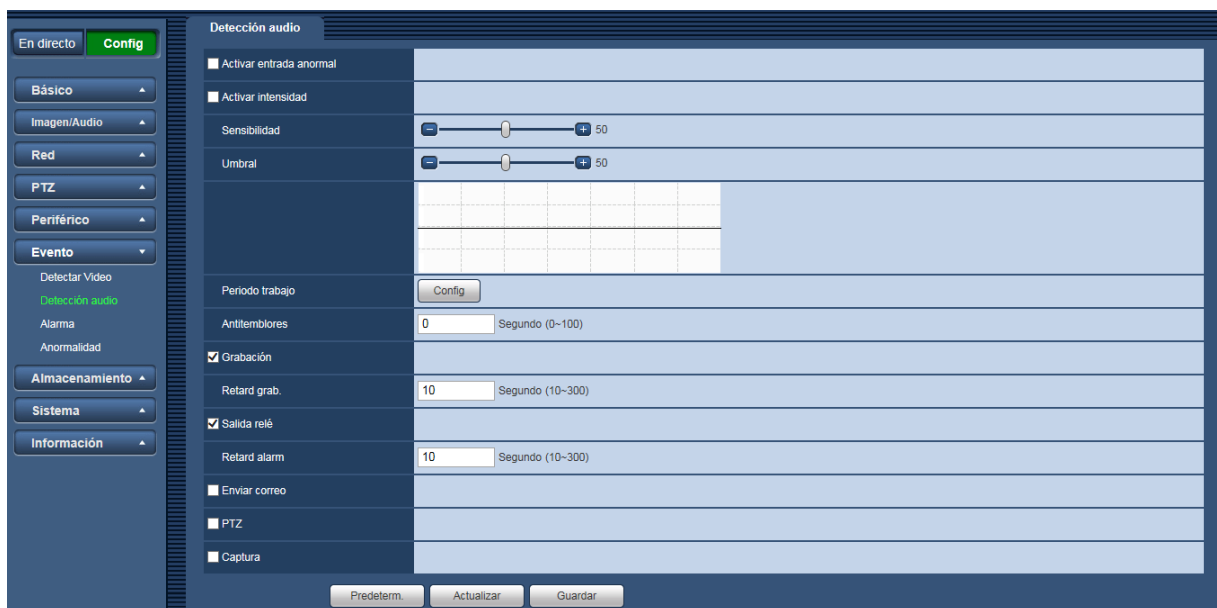 Detección audio
En directo Config
Básico
Imagen/Audio
Red
PTZ
Periférico
Evento
Detectar Video
Detección audio
Alarma
Anormalidad
Almacenamiento
Sistema
Información
Activar entrada anormal
Activar intensidad
Sensibilidad 50
Umbral 50
Periodo trabajo Config
Antitemblores 0 Segundo (0~100)
Grabación
Retard grab. 10 Segundo (10~300)
Salida relé
Retard alarm 10 Segundo (10~300)
Enviar correo
PTZ
Captura
Predeterm. Actualizar Guardar